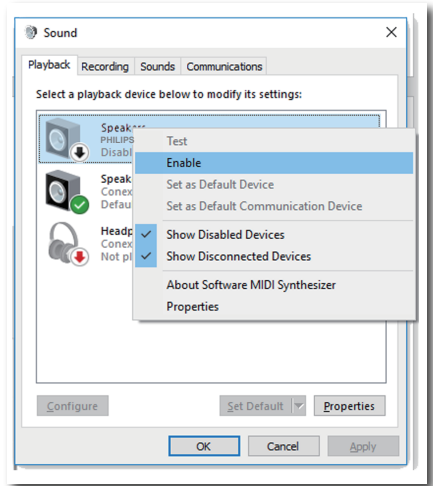 Sound
Playback Recording Sounds Communications
Select a playback device below to modify its settings:
Speakers
PHILIPS
Disabl
Speak
Conex
Defau
Headp
Conex
Not pl
Test
Enable
Set as Default Device
Set as Default Communication Device
Show Disabled Devices
Show Disconnected Devices
About Software MIDI Synthesizer
Properties
Configure Set Default Properties
OK Cancel Apply